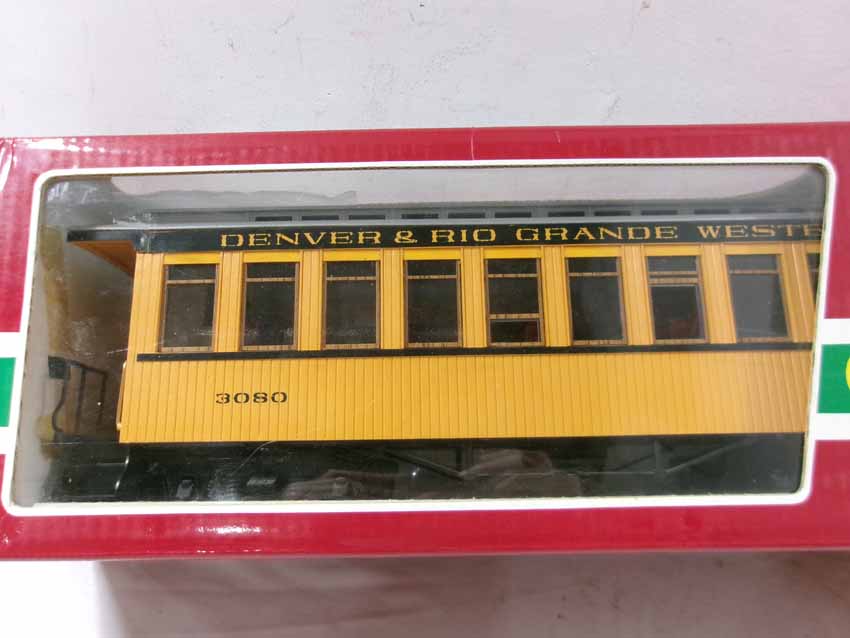 DENVER & RIO GRANDE WESTE
3080